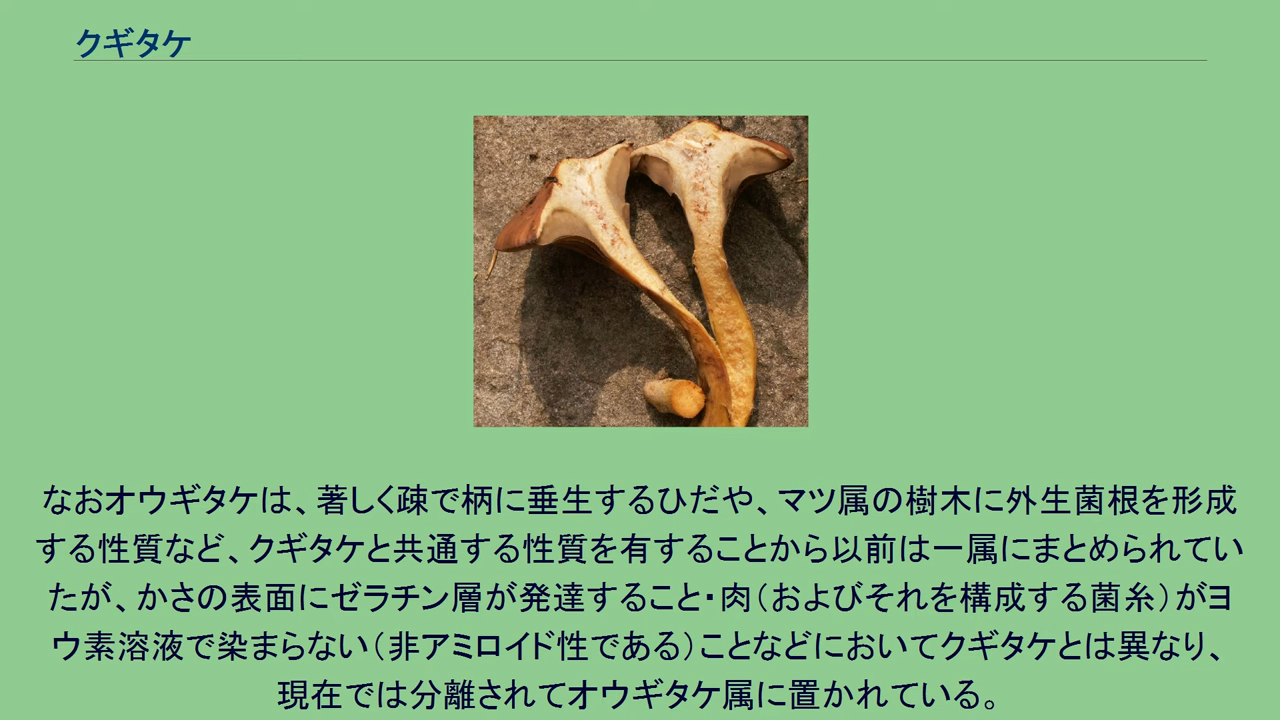 クギタケ
なおオウギタケは、著しく疎で柄に垂生するひだや、マツ属の樹木に外生菌根を形成
する性質など、クギタケと共通する性質を有することから以前は一属にまとめられてい
たが、かさの表面にゼラチン層が発達すること・肉（およびそれを構成する菌糸）がヨ
ウ素溶液で染まらない（非アミロイド性である）ことなどにおいてクギタケとは異なり、
現在では分離されてオウギタケ属に置かれている。